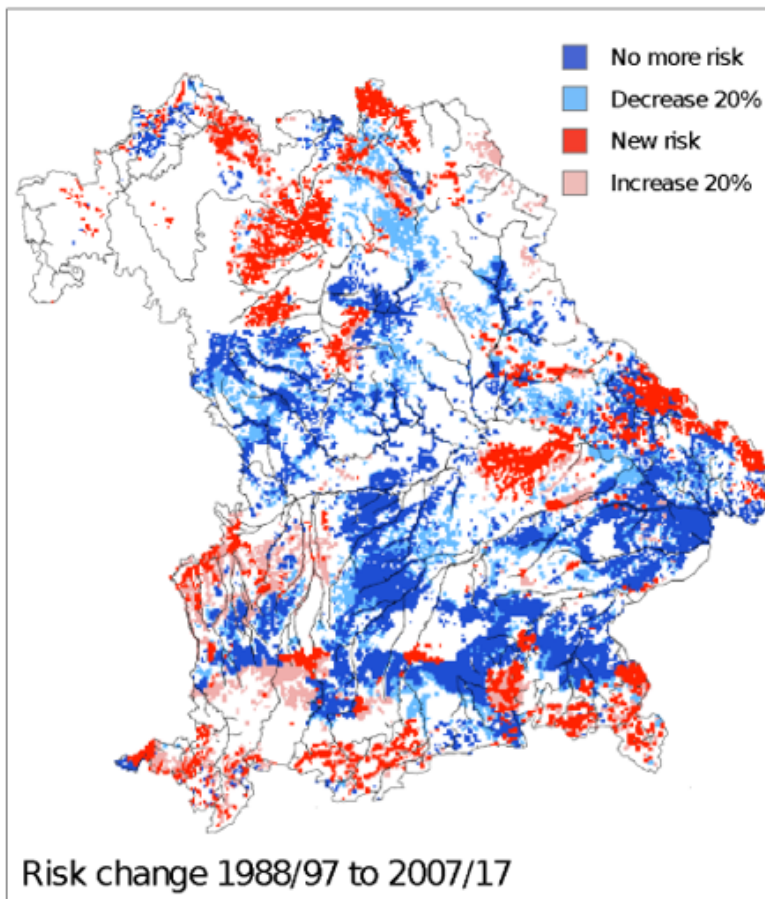 No more risk
Decrease 20%
New risk
Increase 20%
Risk change 1988/97 to 2007/17